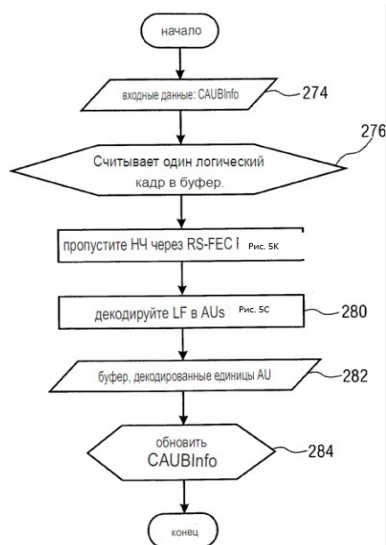 начало
входные данные: CAUBInfo
274
276
Считывает один логический
кадр в буфер.
пропустите НЧ через RS-FEC
Рис. 5К
декодируйте LF в AUs
Рис. 5С
280
буфер, декодированные единицы AU
282
обновить
CAUBInfo
284
конец